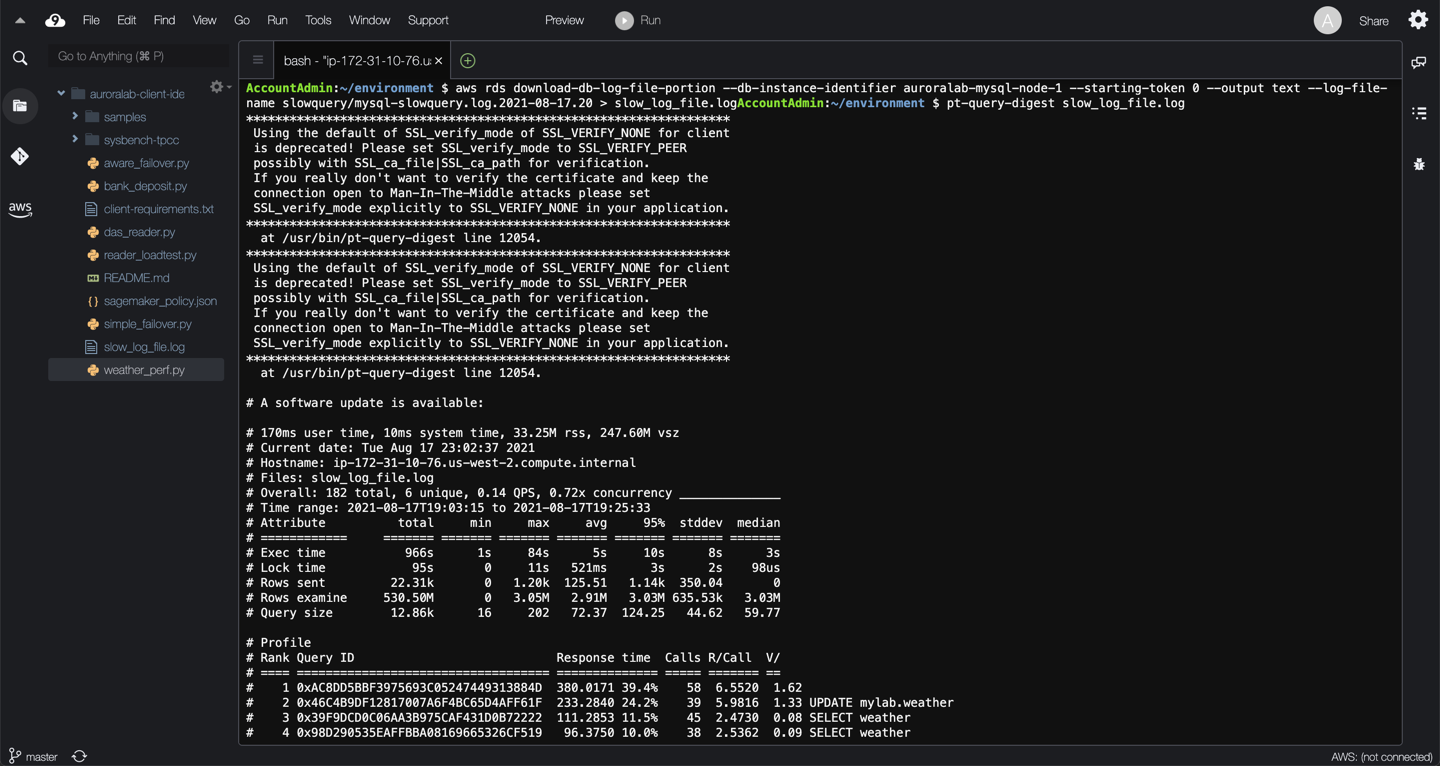 9 File Edit Find View Go Run Tools Window Support Preview Run A Share
Go to Anything (⌘ P)
bash - "ip-172-31-10-76.u: ×
auroralab-client-ide
samples
sysbench-tpcc
aware_failover.py
bank_deposit.py
client-requirements.txt
das_reader.py
reader_loadtest.py
README.md
sagemaker_policy.json
simple_failover.py
slow_log_file.log
weather_perf.py
aws
AccountAdmin:~/environment $ aws rds download-db-log-file-portion --db-instance-identifier auroralab-mysql-node-1 --starting-token 0 --output text --log-file-
name slowquery/mysql-slowquery.log.2021-08-17.20 > slow_log_file.logAccountAdmin:~/environment $ pt-query-digest slow_log_file.log
*******************************************************************
 Using the default of SSL_verify_mode of SSL_VERIFY_NONE for client
 is deprecated! Please set SSL_verify_mode to SSL_VERIFY_PEER
 possibly with SSL_ca_file|SSL_ca_path for verification.
 If you really don't want to verify the certificate and keep the
 connection open to Man-In-The-Middle attacks please set
 SSL_verify_mode explicitly to SSL_VERIFY_NONE in your application.
*******************************************************************
  at /usr/bin/pt-query-digest line 12054.
*******************************************************************
 Using the default of SSL_verify_mode of SSL_VERIFY_NONE for client
 is deprecated! Please set SSL_verify_mode to SSL_VERIFY_PEER
 possibly with SSL_ca_file|SSL_ca_path for verification.
 If you really don't want to verify the certificate and keep the
 connection open to Man-In-The-Middle attacks please set
 SSL_verify_mode explicitly to SSL_VERIFY_NONE in your application.
*******************************************************************
  at /usr/bin/pt-query-digest line 12054.
# A software update is available:
# 170ms user time, 10ms system time, 33.25M rss, 247.60M vsz
# Current date: Tue Aug 17 23:02:37 2021
# Hostname: ip-172-31-10-76.us-west-2.compute.internal
# Files: slow_log_file.log
# Overall: 182 total, 6 unique, 0.14 QPS, 0.72x concurrency ______________
# Time range: 2021-08-17T19:03:15 to 2021-08-17T19:25:33
# Attribute          total     min     max     avg     95%  stddev  median
# ============     ======= ======= ======= ======= ======= ======= =======
# Exec time           966s      1s     84s      5s     10s      8s      3s
# Lock time            95s       0     11s   521ms      3s      2s    98us
# Rows sent         22.31k       0   1.20k  125.51   1.14k  350.04       0
# Rows examine     530.50M       0   3.05M   2.91M   3.03M 635.53k   3.03M
# Query size        12.86k      16     202   72.37  124.25   44.62   59.77
# Profile
# Rank Query ID                            Response time  Calls R/Call  V/
# ==== =================================== ============== ===== ======= ==
#    1 0xAC8DD5BBF3975693C05247449313884D  380.0171 39.4%    58  6.5520  1.62
#    2 0x46C4B9DF12817007A6F4BC65D4AFF61F  233.2840 24.2%    39  5.9816  1.33 UPDATE mylab.weather
#    3 0x39F9DCD0C06AA3B975CAF431D0B72222  111.2853 11.5%    45  2.4730  0.08 SELECT weather
#    4 0x98D290535EAFFBBA08169665326CF519   96.3750 10.0%    38  2.5362  0.09 SELECT weather
master
AWS: (not connected)